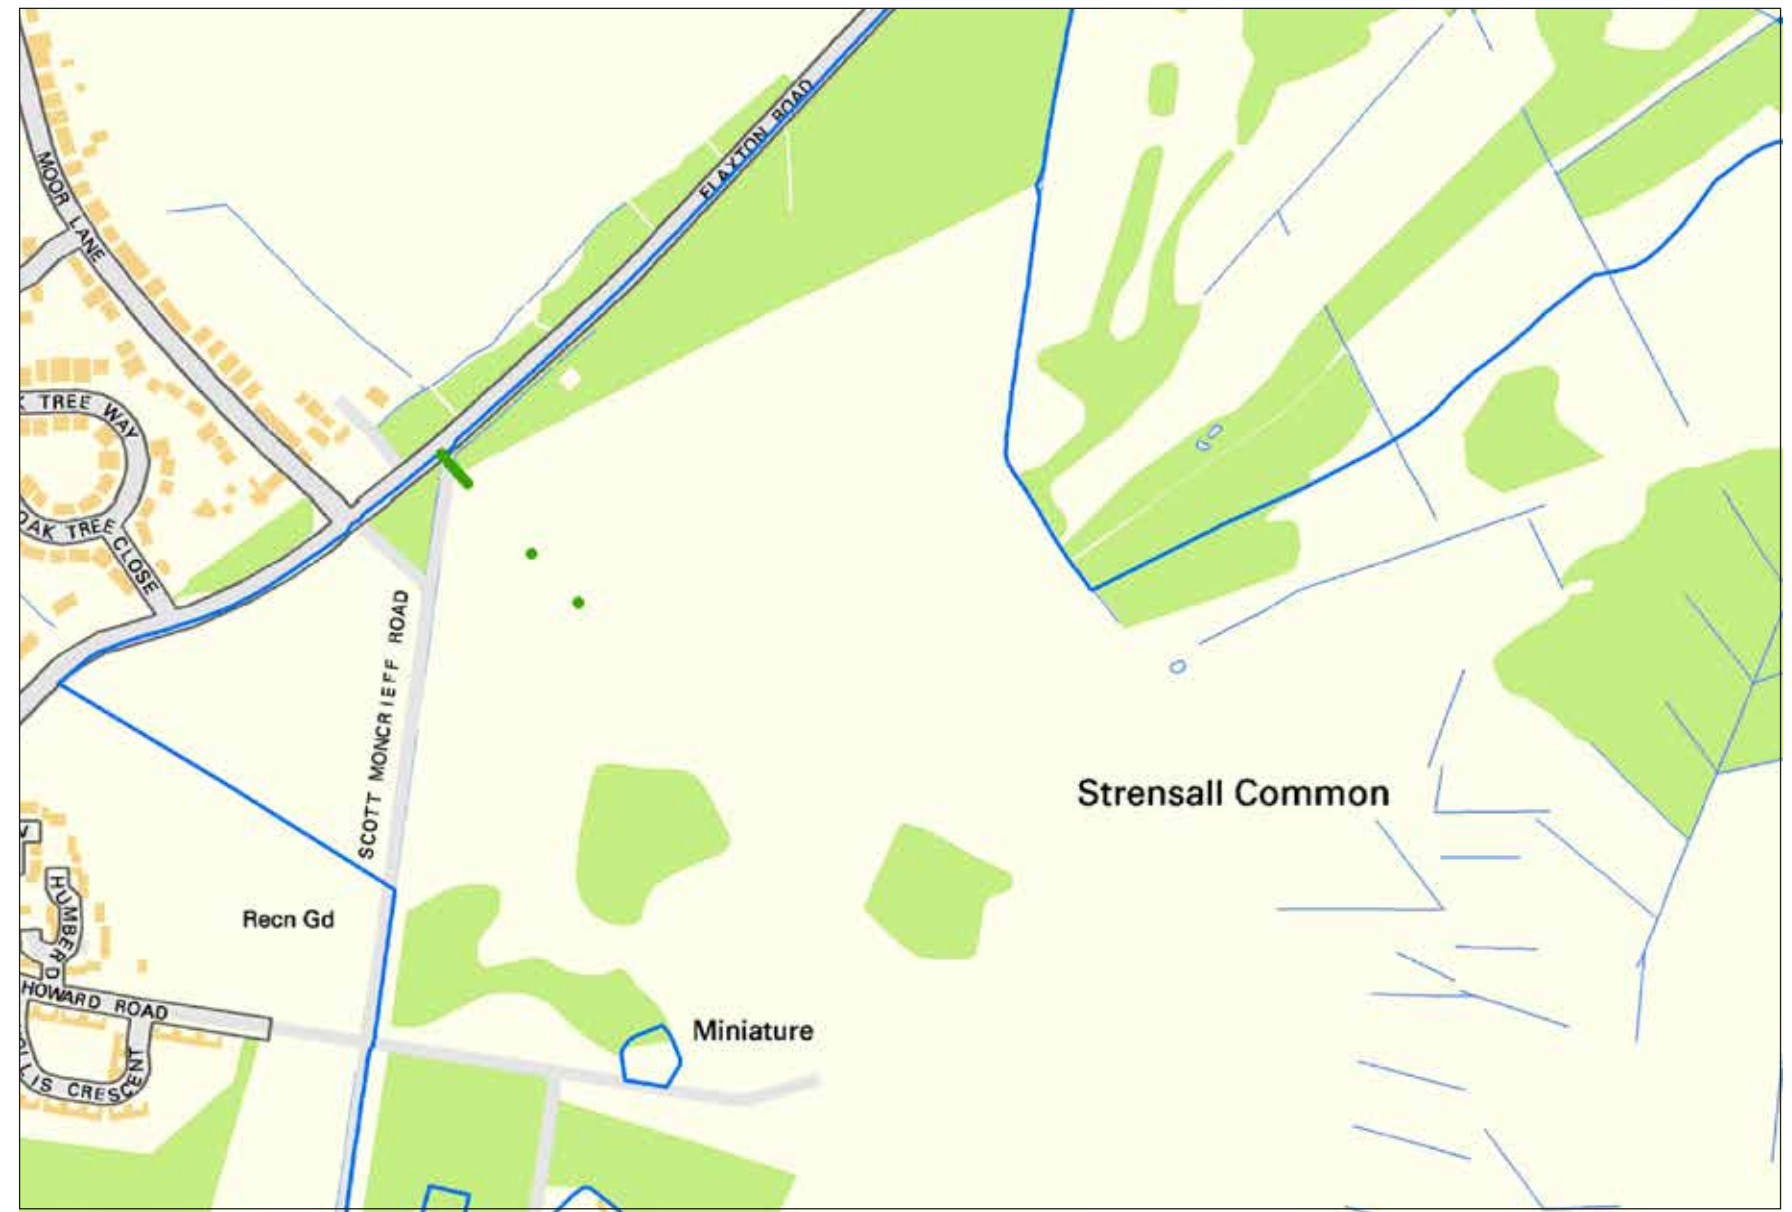 FLAXTON ROAD
MOOR LANE
K TREE WAY
OAK TREE CLOSE
SCOTT MONCRIEFF ROAD
Strensall Common
HUMBER D
Recn Gd
HOWARD ROAD
Miniature
LIS CRESCENT